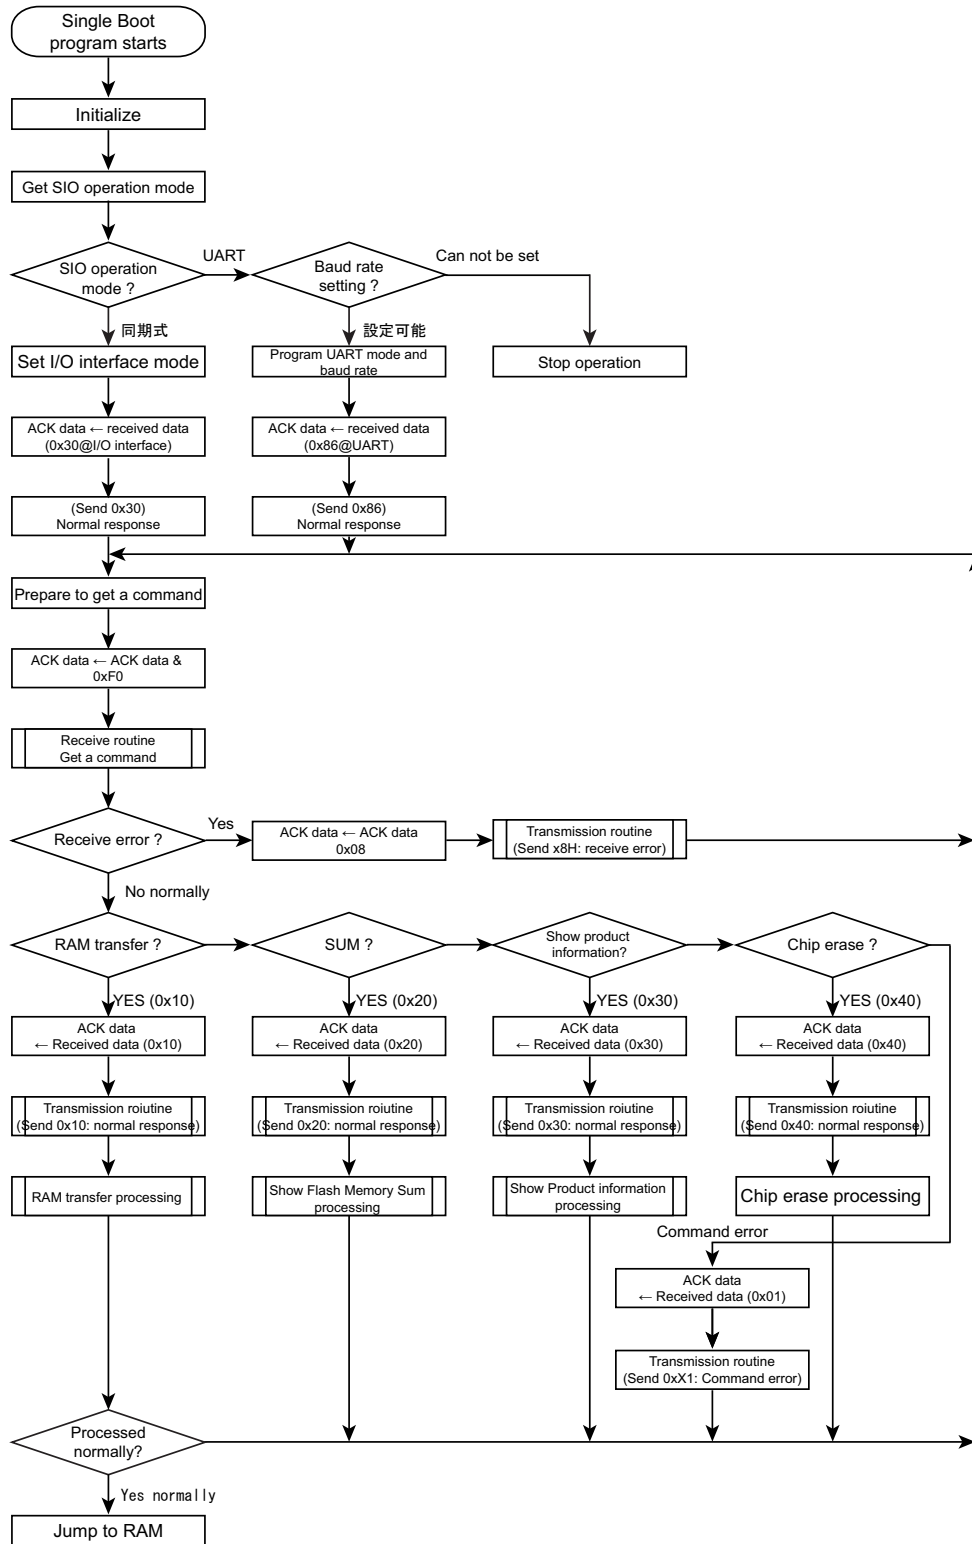 Single Boot
program starts
Initialize
Get SIO operation mode
SIO operation
mode ?
UART
Baud rate
setting ?
Can not be set
同期式
設定可能
Set I/O interface mode
Program UART mode and
baud rate
Stop operation
ACK data ← received data
(0x30@I/O interface)
ACK data ← received data
(0x86@UART)
(Send 0x30)
Normal response
(Send 0x86)
Normal response
Prepare to get a command
ACK data ← ACK data &
0xF0
Receive routine
Get a command
Receive error ?
Yes
ACK data ← ACK data
0x08
Transmission routine
(Send x8H: receive error)
No normally
RAM transfer ?
SUM ?
Show product
information?
Chip erase ?
YES (0x10)
YES (0x20)
YES (0x30)
YES (0x40)
ACK data
← Received data (0x10)
ACK data
← Received data (0x20)
ACK data
← Received data (0x30)
ACK data
← Received data (0x40)
Transmission roiutine
(Send 0x10: normal response)
Transmission roiutine
(Send 0x20: normal response)
Transmission roiutine
(Send 0x30: normal response)
Transmission roiutine
(Send 0x40: normal response)
RAM transfer processing
Show Flash Memory Sum
processing
Show Product information
processing
Chip erase processing
Command error
ACK data
← Received data (0x01)
Transmission routine
(Send 0xX1: Command error)
Processed
normally?
Yes normally
Jump to RAM